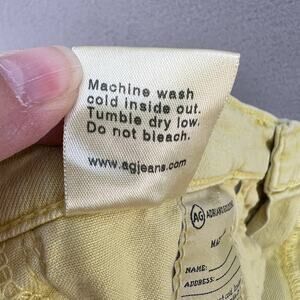 Machine wash
cold inside out.
Tumble dry low.
Do not bleach.
www.agjeans.com
AG
NAME:
ADDRESS: